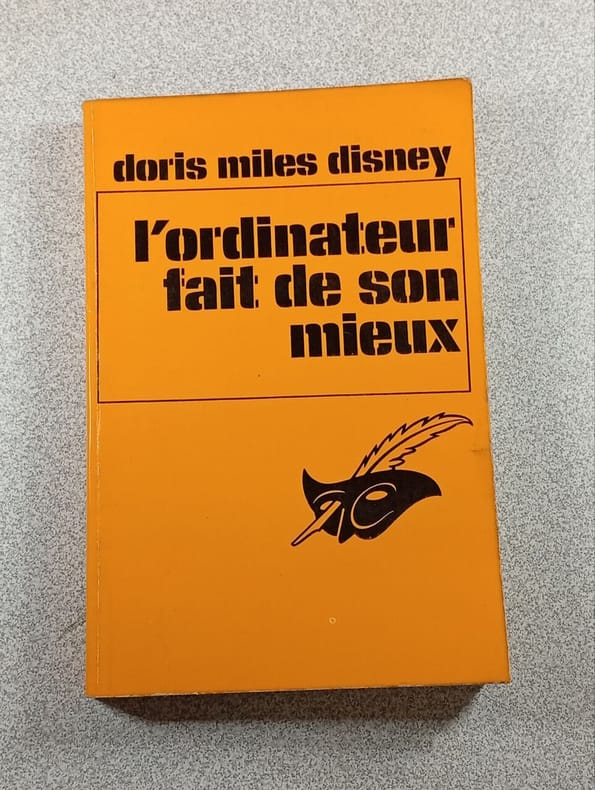 doris miles disney
l'ordinateur
fait de son
mieux